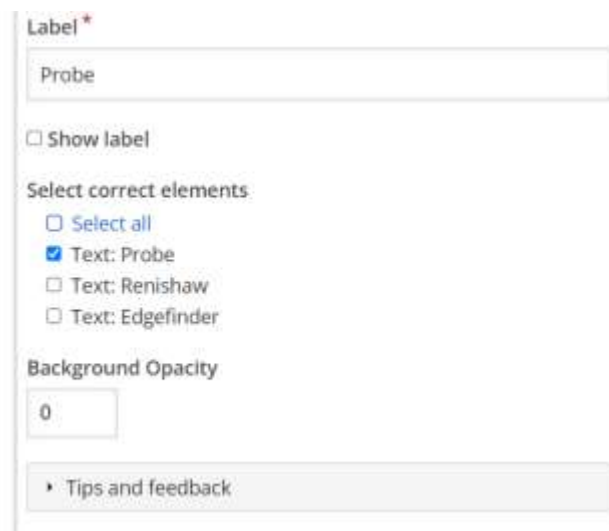 Label *
Probe
Show label
Select correct elements
Select all
Text: Probe
Text: Renishaw
Text: Edgefinder
Background Opacity
0
Tips and feedback